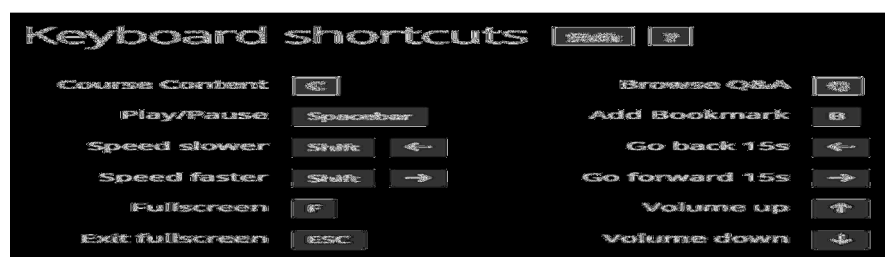 Keyboard shortcuts Shift ?
Course Content C Browse Q&A Q
Play/Pause Spacebar Add Bookmark B
Speed slower Shift ← Go back 15s ←
Speed faster Shift → Go forward 15s →
Fullscreen F Volume up ↑
Exit fullscreen ESC Volume down ↓